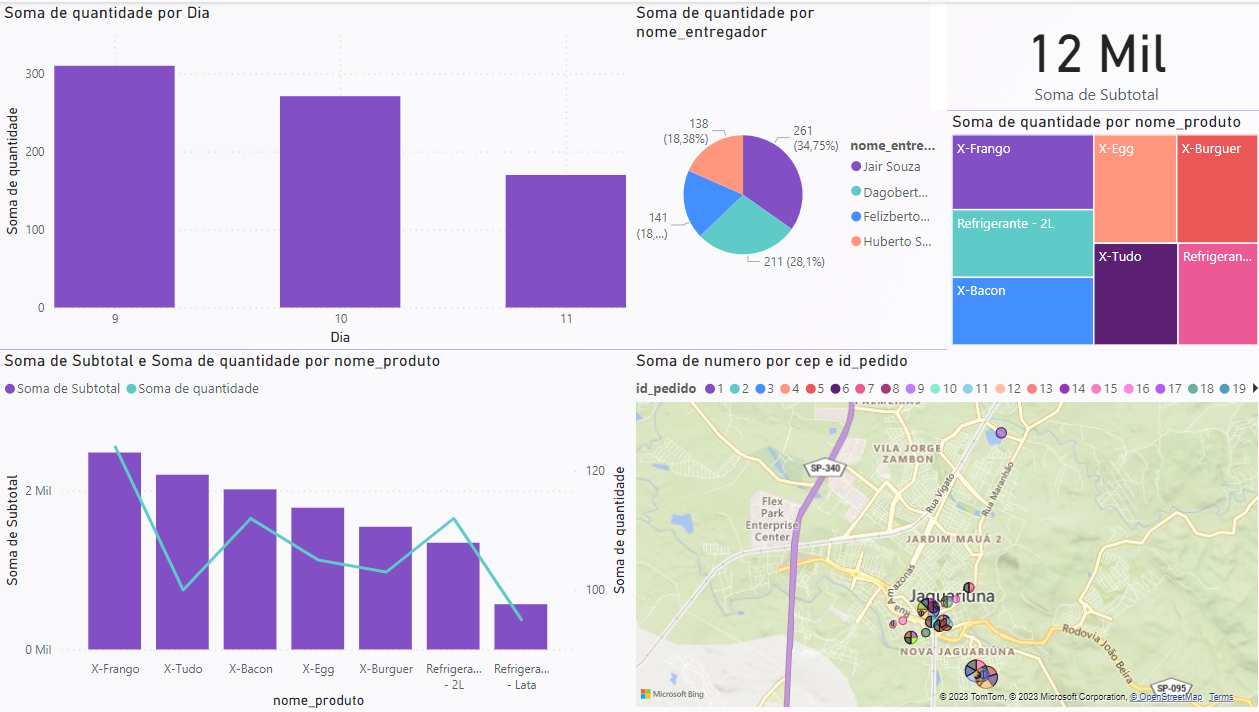 Soma de quantidade por Dia
Soma de quantidade
300
200
100
0
9
10
11
Dia
Soma de quantidade por
nome_entregador
138
(18,38%)
261
(34,75%)
141
(18,...)
211 (28,1%)
nome_entre...
Jair Souza
Dagobert...
Felizberto...
Huberto S...
12 Mil
Soma de Subtotal
Soma de quantidade por nome_produto
X-Frango
X-Egg
X-Burguer
Refrigerante - 2L
X-Tudo
Refrigeran...
X-Bacon
Soma de Subtotal e Soma de quantidade por nome_produto
Soma de Subtotal
Soma de quantidade
Soma de Subtotal
2 Mil
0 Mil
120
100
Soma de quantidade
X-Frango
X-Tudo
X-Bacon
X-Egg
X-Burguer
Refrigera...
- 2L
Refrigera...
- Lata
nome_produto
Soma de numero por cep e id_pedido
id_pedido 1 2 3 4 5 6 7 8 9 10 11 12 13 14 15 16 17 18 19
PALMEIRAS
VILA JORGE
ZAMBON
SP-340
Rua Vigato
Rua Maranhão
Flex
Park
Enterprise
Center
JARDIM MAUÁ 2
Amazonas
Jaguariúna
NOVA JAGUARIÚNA
Rodovia João Beira
SP-095
Microsoft Bing
© 2023 TomTom, © 2023 Microsoft Corporation, © OpenStreetMap Terms